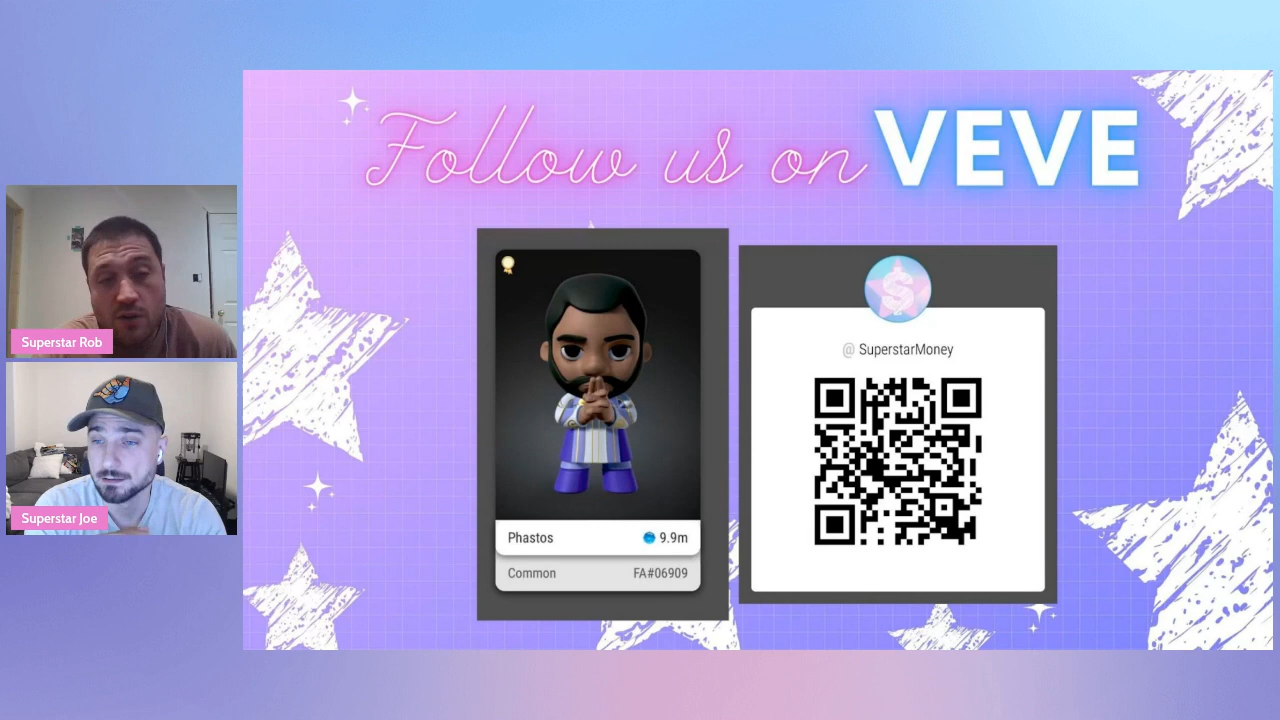 Follow us on VEVE
Superstar Rob
Superstar Joe
Phastos 9.9m
Common FA#06909
$
@ SuperstarMoney